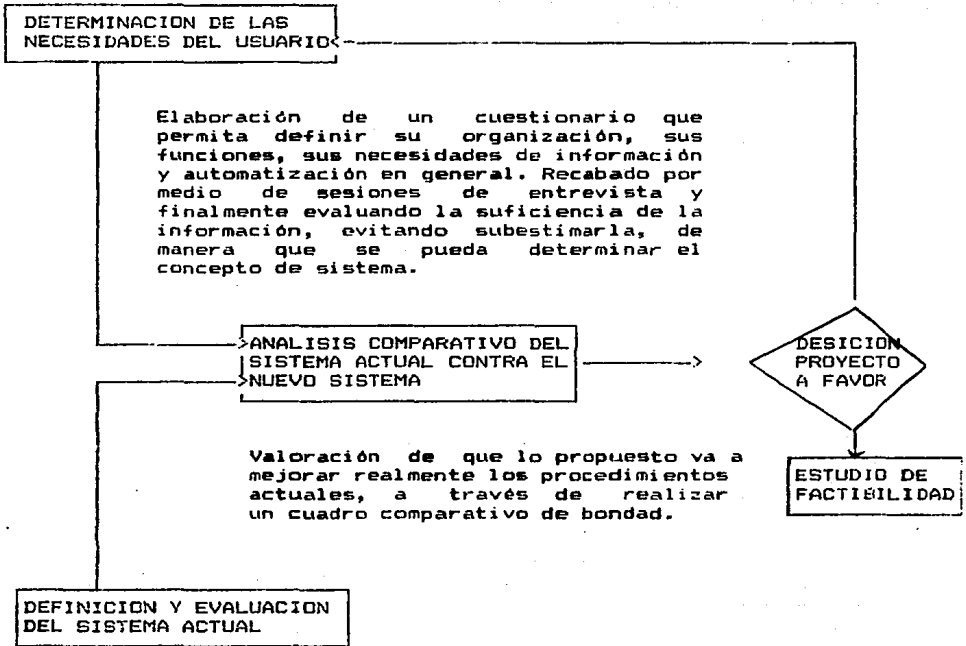 DETERMINACION DE LAS
NECESIDADES DEL USUARIO
Elaboración de un cuestionario que
permita definir su organización, sus
funciones, sus necesidades de información
y automatización en general. Recabado por
medio de sesiones de entrevista y
finalmente evaluando la suficiencia de la
información, evitando subestimarla, de
manera que se pueda determinar el
concepto de sistema.
ANALISIS COMPARATIVO DEL
SISTEMA ACTUAL CONTRA EL
NUEVO SISTEMA
DESICION
PROYECTO
A FAVOR
Valoración de que lo propuesto va a
mejorar realmente los procedimientos
actuales, a través de realizar
un cuadro comparativo de bondad.
ESTUDIO DE
FACTIBILIDAD
DEFINICION Y EVALUACION
DEL SISTEMA ACTUAL